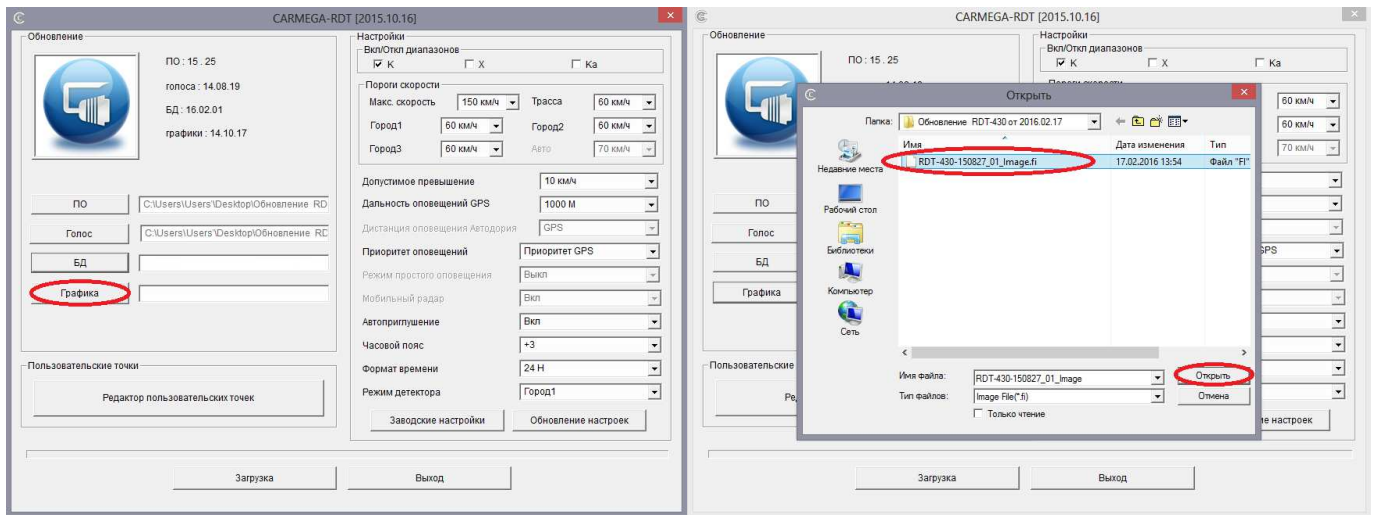 CARMEGA-RDT [2015.10.16]
Обновление
ПО : 15 . 25
голоса : 14.08.19
БД : 16.02.01
графики : 14.10.17
ПО
C:\Users\Users\Desktop\Обновление RD
Голос
C:\Users\Users\Desktop\Обновление RD
БД
Графика
Пользовательские точки
Редактор пользовательских точек
Настройки
Вкл/Откл диапазонов
K X Ka
Пороги скорости
Макс. скорость 150 км/ч Трасса 60 км/ч
Город1 60 км/ч Город2 60 км/ч
Город3 60 км/ч Авто 70 км/ч
Допустимое превышение 10 км/ч
Дальность оповещений GPS 1000 М
Дистанция оповещения Автодория GPS
Приоритет оповещений Приоритет GPS
Режим простого оповещения Выкл
Мобильный радар Вкл
Автоприглушение Вкл
Часовой пояс +3
Формат времени 24 Н
Режим детектора Город1
Заводские настройки Обновление настроек
Загрузка Выход
CARMEGA-RDT [2015.10.16]
Обновление
ПО : 15 . 25
ПО
Голос
БД
Графика
Пользовательские
Ре
Настройки
Вкл/Откл диапазонов
K X Ka
60 км/ч
60 км/ч
70 км/ч
GPS
Открыть
Папка: Обновление RDT-430 от 2016.02.17
Имя Дата изменения Тип
RDT-430-150827_01_Image.fi 17.02.2016 13:54 Файл "FI"
Недавние места
Рабочий стол
Библиотеки
Компьютер
Сеть
Имя файла: RDT-430-150827_01_Image Открыть
Тип файлов: Image File(*.fi) Отмена
Только чтение
ие настроек
Загрузка Выход